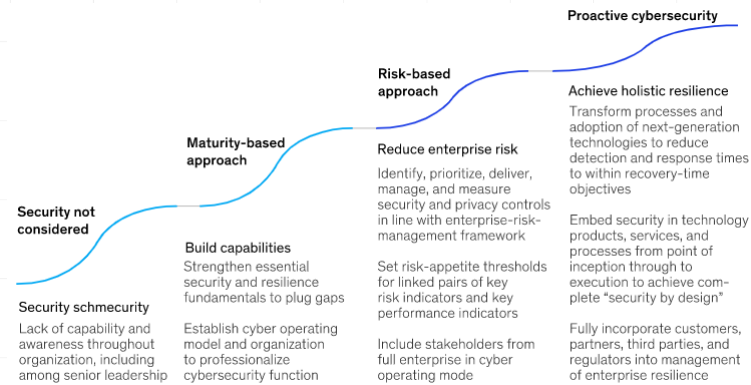 Security not
considered
Security schmecurity
Lack of capability and
awareness throughout
organization, including
among senior leadership
Maturity-based
approach
Build capabilities
Strengthen essential
security and resilience
fundamentals to plug gaps
Establish cyber operating
model and organization
to professionalize
cybersecurity function
Risk-based
approach
Reduce enterprise risk
Identify, prioritize, deliver,
manage, and measure
security and privacy controls
in line with enterprise-risk-
management framework
Set risk-appetite thresholds
for linked pairs of key
risk indicators and key
performance indicators
Include stakeholders from
full enterprise in cyber
operating mode
Proactive cybersecurity
Achieve holistic resilience
Transform processes and
adoption of next-generation
technologies to reduce
detection and response times
to within recovery-time
objectives
Embed security in technology
products, services, and
processes from point of
inception through to
execution to achieve com-
plete “security by design”
Fully incorporate customers,
partners, third parties, and
regulators into management
of enterprise resilience